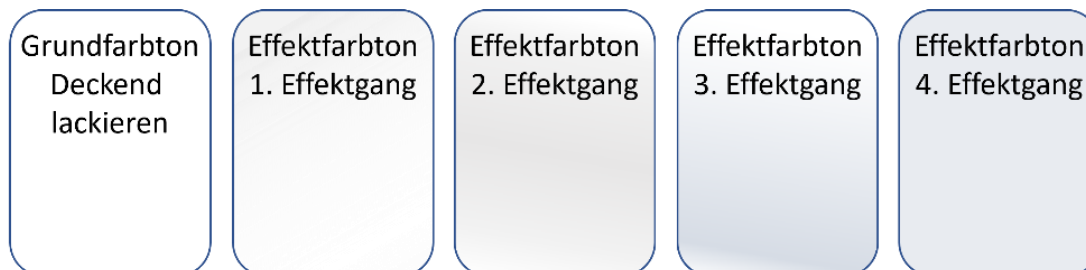 Grundfarbton
Deckend
lackieren
Effektfarbton
1. Effektgang
Effektfarbton
2. Effektgang
Effektfarbton
3. Effektgang
Effektfarbton
4. Effektgang